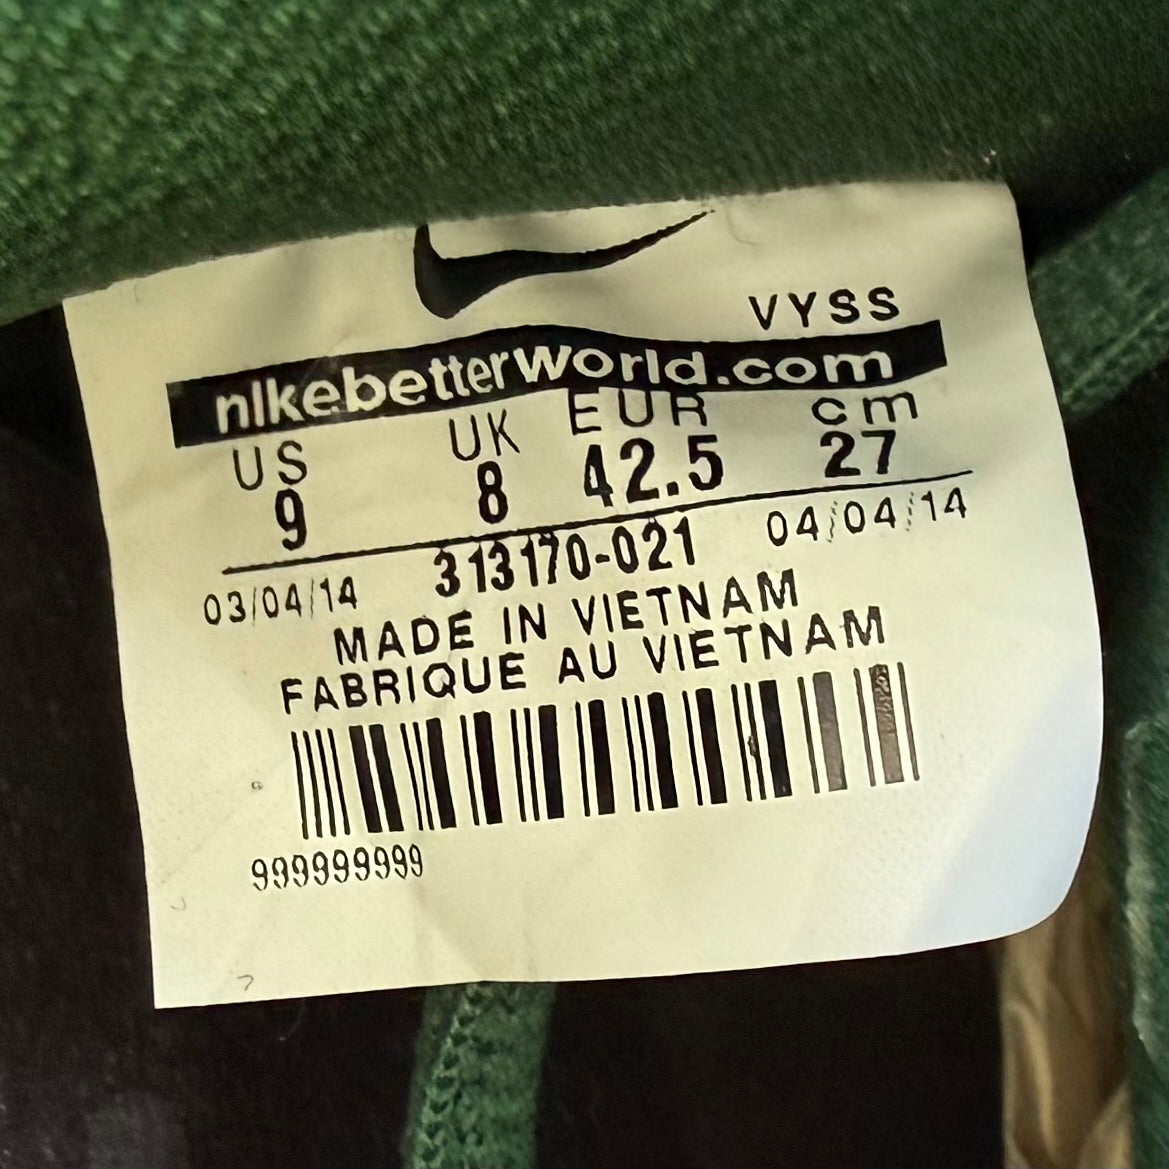 VYSS
nikebetterworld.com
US UK EUR cm
9 8 42.5 27
03/04/14 313170-021 04/04/14
MADE IN VIETNAM
FABRIQUE AU VIETNAM
999999999